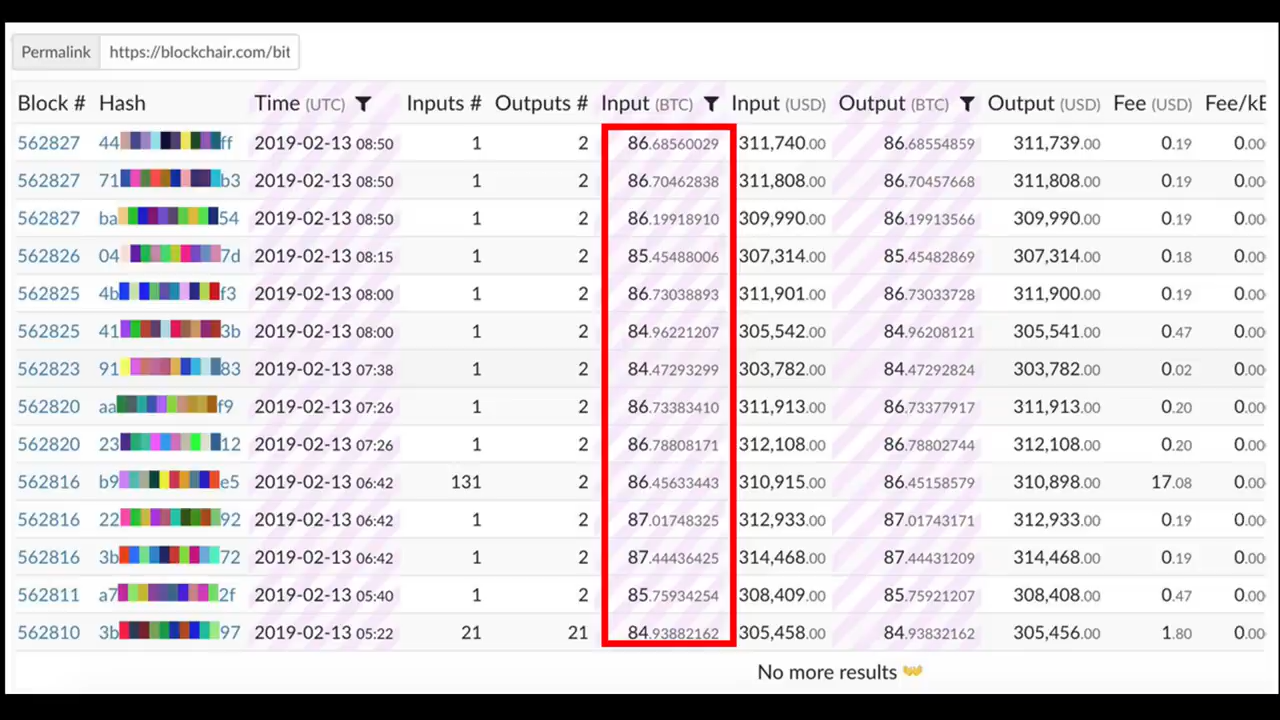 Permalink https://blockchair.com/bit
Block # Hash Time (UTC) Inputs # Outputs # Input (BTC) Input (USD) Output (BTC) Output (USD) Fee (USD) Fee/kB
562827 44 ff 2019-02-13 08:50 1 2 86.68560029 311,740.00 86.68554859 311,739.00 0.19 0.00
562827 71 b3 2019-02-13 08:50 1 2 86.70462838 311,808.00 86.70457668 311,808.00 0.19 0.00
562827 ba 54 2019-02-13 08:50 1 2 86.19918910 309,990.00 86.19913566 309,990.00 0.19 0.00
562826 04 7d 2019-02-13 08:15 1 2 85.45488006 307,314.00 85.45482869 307,314.00 0.18 0.00
562825 4b f3 2019-02-13 08:00 1 2 86.73038893 311,901.00 86.73033728 311,900.00 0.19 0.00
562825 41 3b 2019-02-13 08:00 1 2 84.96221207 305,542.00 84.96208121 305,541.00 0.47 0.00
562823 91 83 2019-02-13 07:38 1 2 84.47293299 303,782.00 84.47292824 303,782.00 0.02 0.00
562820 aa f9 2019-02-13 07:26 1 2 86.73383410 311,913.00 86.73377917 311,913.00 0.20 0.00
562820 23 12 2019-02-13 07:26 1 2 86.78808171 312,108.00 86.78802744 312,108.00 0.20 0.00
562816 b9 e5 2019-02-13 06:42 131 2 86.45633443 310,915.00 86.45158579 310,898.00 17.08 0.00
562816 22 92 2019-02-13 06:42 1 2 87.01748325 312,933.00 87.01743171 312,933.00 0.19 0.00
562816 3b 72 2019-02-13 06:42 1 2 87.44436425 314,468.00 87.44431209 314,468.00 0.19 0.00
562811 a7 2f 2019-02-13 05:40 1 2 85.75934254 308,409.00 85.75921207 308,408.00 0.47 0.00
562810 3b 97 2019-02-13 05:22 21 21 84.93882162 305,458.00 84.93832162 305,456.00 1.80 0.00
No more results